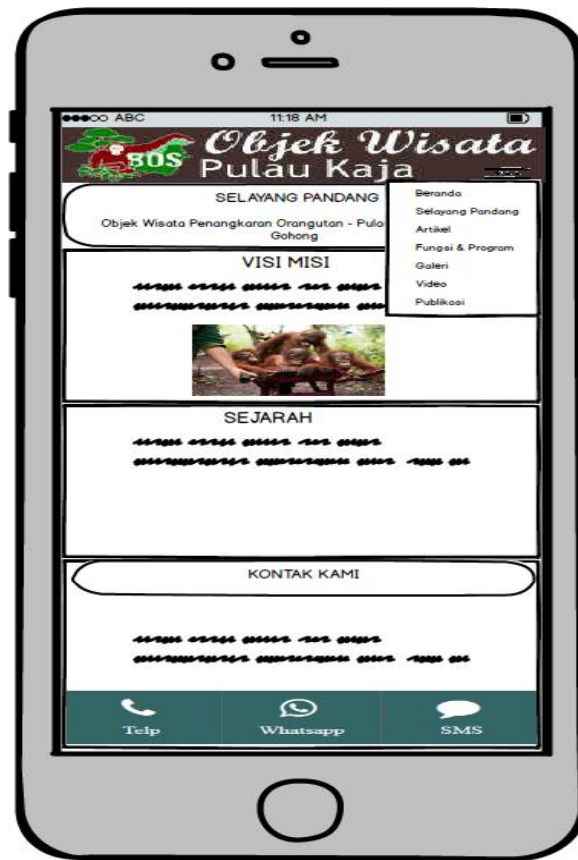 ABC 11:18 AM
BOS
Objek Wisata
Pulau Kaja
SELAYANG PANDANG
Objek Wisata Penangkaran Orangutan - Pula
Gohong
Beranda
Selayang Pandang
Artikel
Fungsi & Program
Galeri
Video
Publikasi
VISI MISI
SEJARAH
KONTAK KAMI
Telp Whatsapp SMS